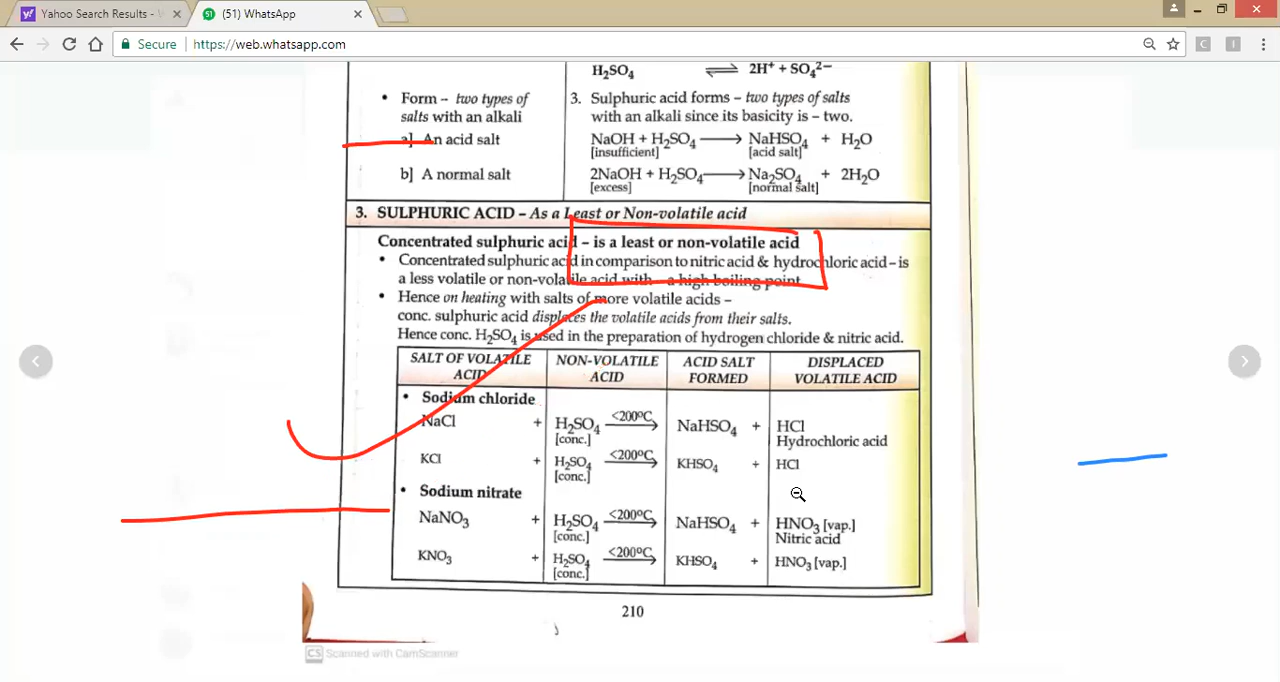 Yahoo Search Results -
(51) WhatsApp
Secure https://web.whatsapp.com
H₂SO₄ ⇌ 2H⁺ + SO₄²⁻
• Form – two types of
salts with an alkali
a] An acid salt
b] A normal salt
3. Sulphuric acid forms – two types of salts
with an alkali since its basicity is – two.
NaOH + H₂SO₄ ⟶ NaHSO₄ + H₂O
[insufficient] [acid salt]
2NaOH + H₂SO₄ ⟶ Na₂SO₄ + 2H₂O
[excess] [normal salt]
3. SULPHURIC ACID – As a Least or Non-volatile acid
Concentrated sulphuric acid – is a least or non-volatile acid
• Concentrated sulphuric acid in comparison to nitric acid & hydrochloric acid – is
a less volatile or non-volatile acid with – a high boiling point
• Hence on heating with salts of more volatile acids –
conc. sulphuric acid displaces the volatile acids from their salts.
Hence conc. H₂SO₄ is used in the preparation of hydrogen chloride & nitric acid.
SALT OF VOLATILE ACID NON-VOLATILE ACID ACID SALT FORMED DISPLACED VOLATILE ACID
• Sodium chloride
NaCl + H₂SO₄ <200°C ⟶ NaHSO₄ + HCl
[conc.] Hydrochloric acid
KCl + H₂SO₄ <200°C ⟶ KHSO₄ + HCl
[conc.]
• Sodium nitrate
NaNO₃ + H₂SO₄ <200°C ⟶ NaHSO₄ + HNO₃ [vap.]
[conc.] Nitric acid
KNO₃ + H₂SO₄ <200°C ⟶ KHSO₄ + HNO₃ [vap.]
[conc.]
210
CS Scanned with CamScanner